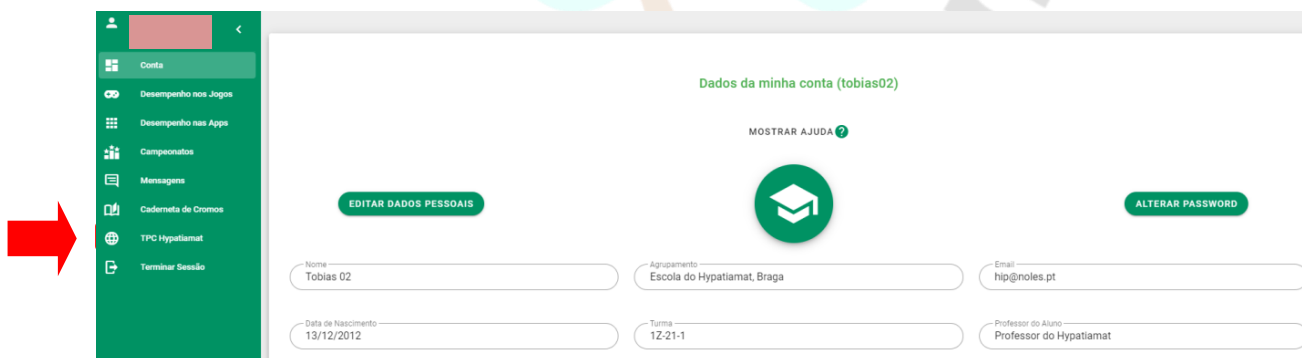 Conta
Desempenho nos Jogos
Desempenho nas Apps
Campeonatos
Mensagens
Caderneta de Cromos
TPC Hypatiamat
Terminar Sessão
Dados da minha conta (tobias02)
MOSTRAR AJUDA ?
EDITAR DADOS PESSOAIS
ALTERAR PASSWORD
Nome
Tobias 02
Agrupamento
Escola do Hypatiamat, Braga
Email
hip@noles.pt
Data de Nascimento
13/12/2012
Turma
1Z-21-1
Professor do Aluno
Professor do Hypatiamat